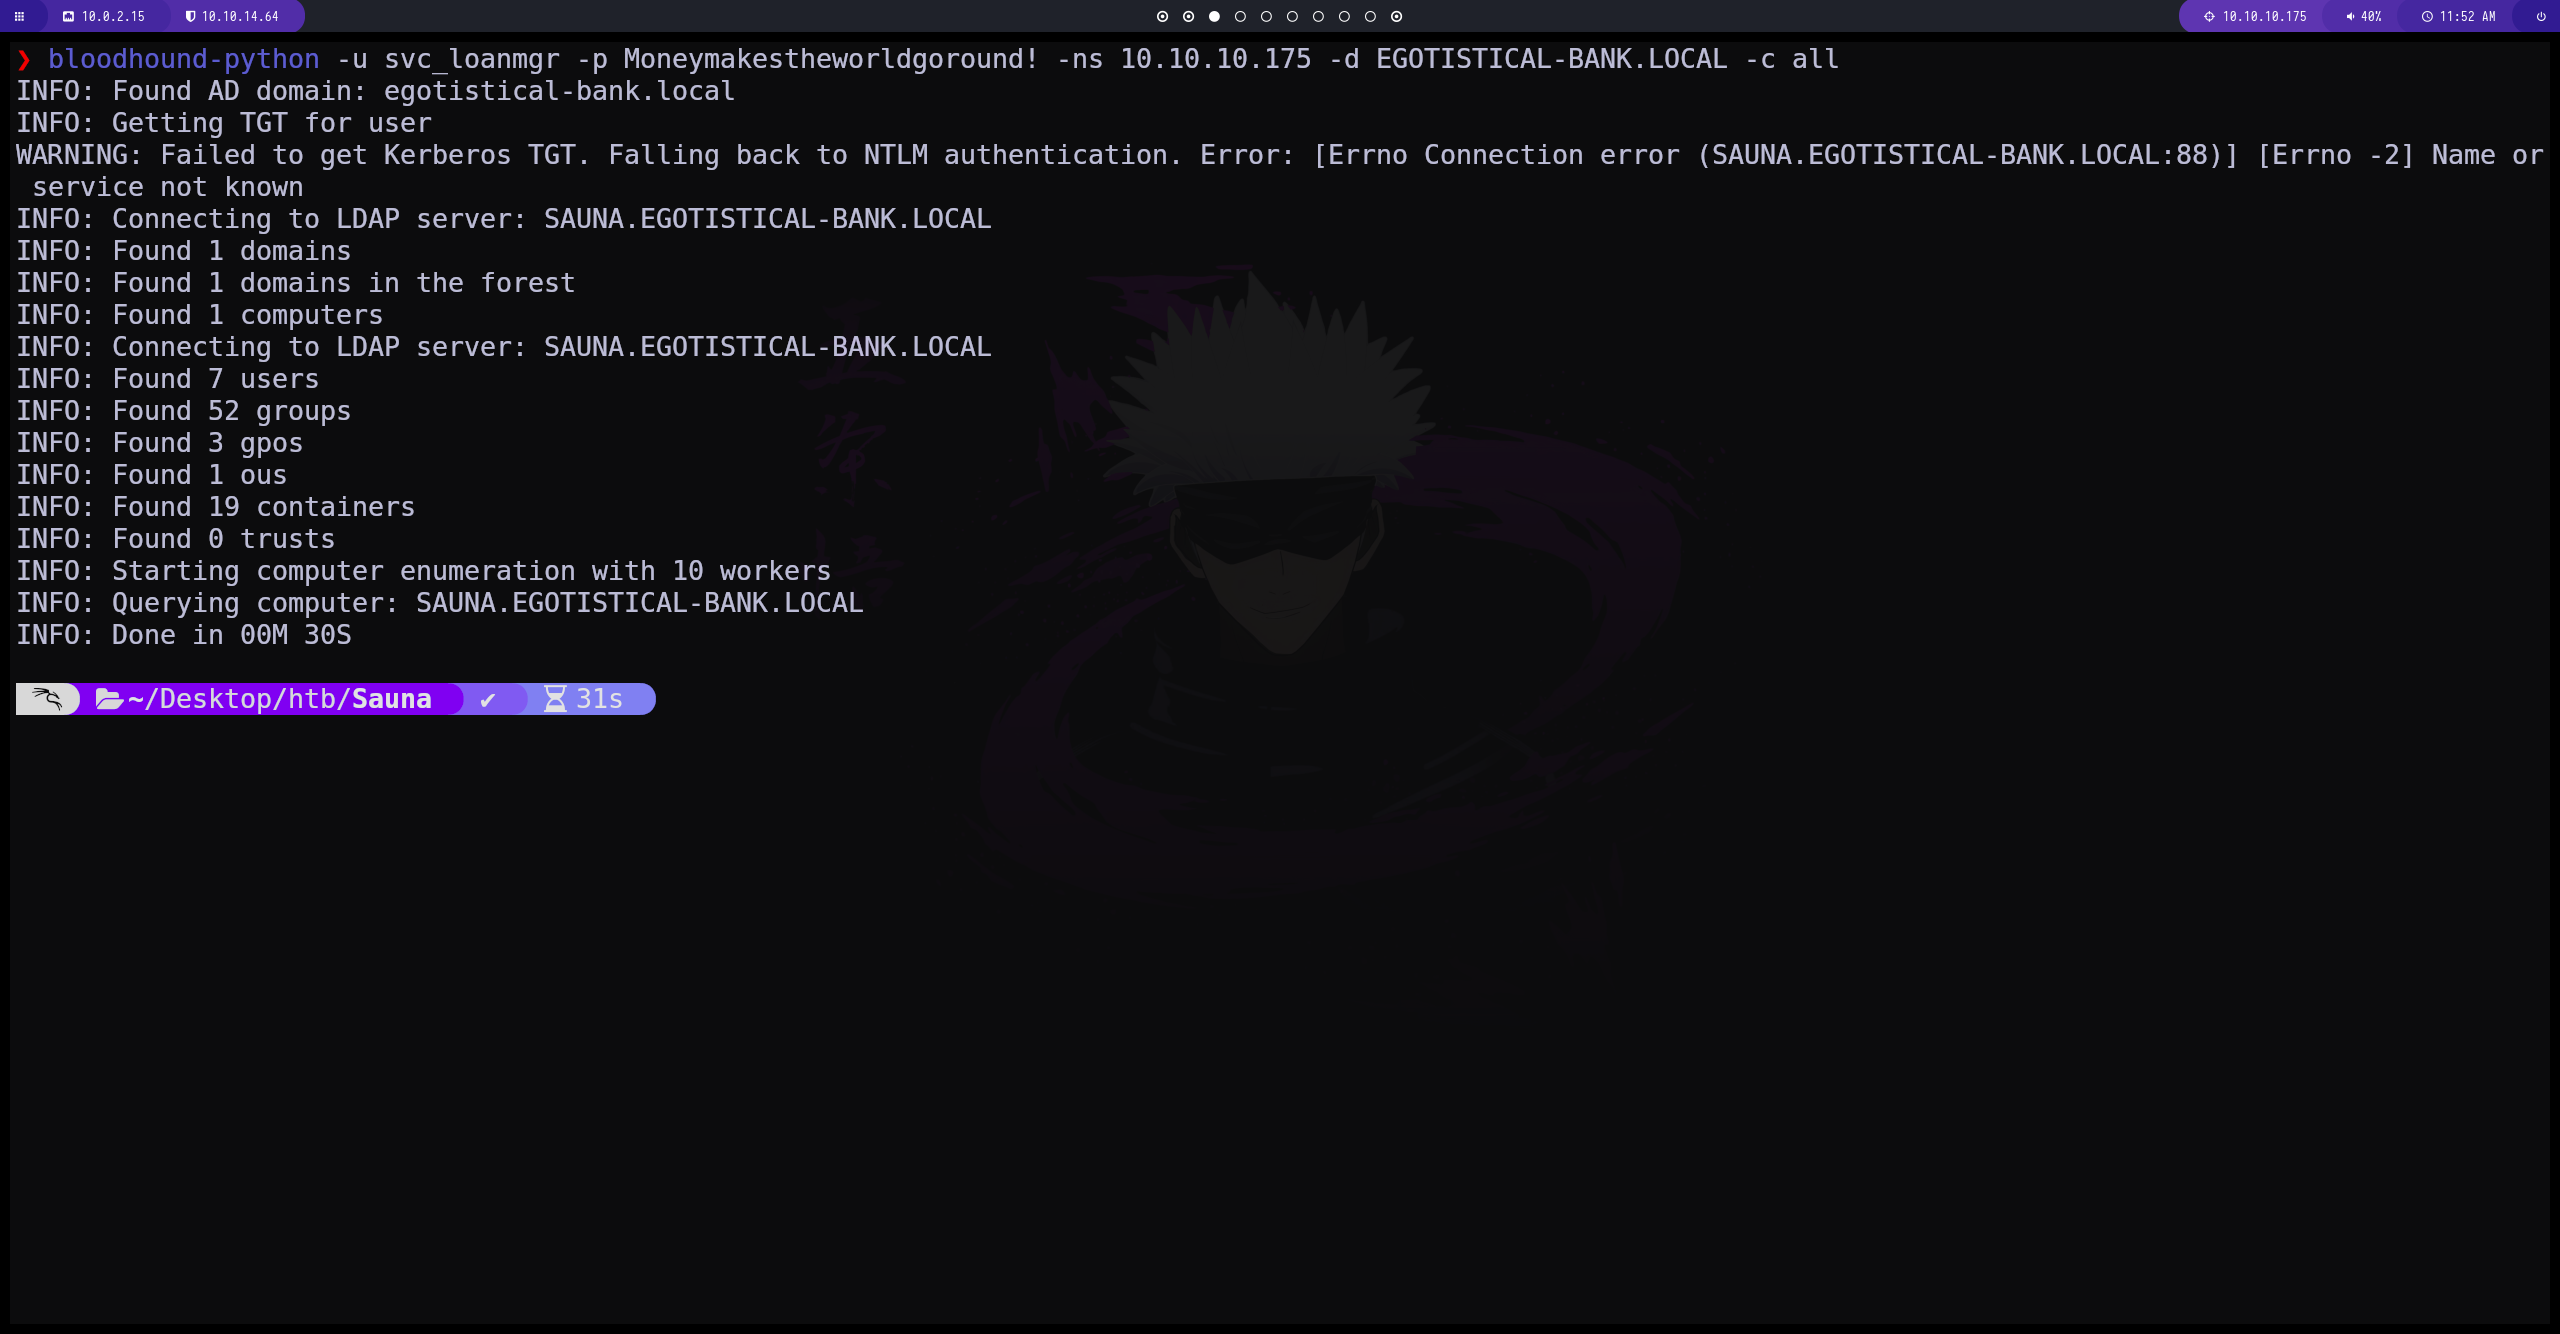 10.0.2.15 10.10.14.64 10.10.10.175 40% 11:52 AM
❯ bloodhound-python -u svc_loanmgr -p Moneymakestheworldgoround! -ns 10.10.10.175 -d EGOTISTICAL-BANK.LOCAL -c all
INFO: Found AD domain: egotistical-bank.local
INFO: Getting TGT for user
WARNING: Failed to get Kerberos TGT. Falling back to NTLM authentication. Error: [Errno Connection error (SAUNA.EGOTISTICAL-BANK.LOCAL:88)] [Errno -2] Name or
 service not known
INFO: Connecting to LDAP server: SAUNA.EGOTISTICAL-BANK.LOCAL
INFO: Found 1 domains
INFO: Found 1 domains in the forest
INFO: Found 1 computers
INFO: Connecting to LDAP server: SAUNA.EGOTISTICAL-BANK.LOCAL
INFO: Found 7 users
INFO: Found 52 groups
INFO: Found 3 gpos
INFO: Found 1 ous
INFO: Found 19 containers
INFO: Found 0 trusts
INFO: Starting computer enumeration with 10 workers
INFO: Querying computer: SAUNA.EGOTISTICAL-BANK.LOCAL
INFO: Done in 00M 30S
~/Desktop/htb/Sauna ✔ 31s